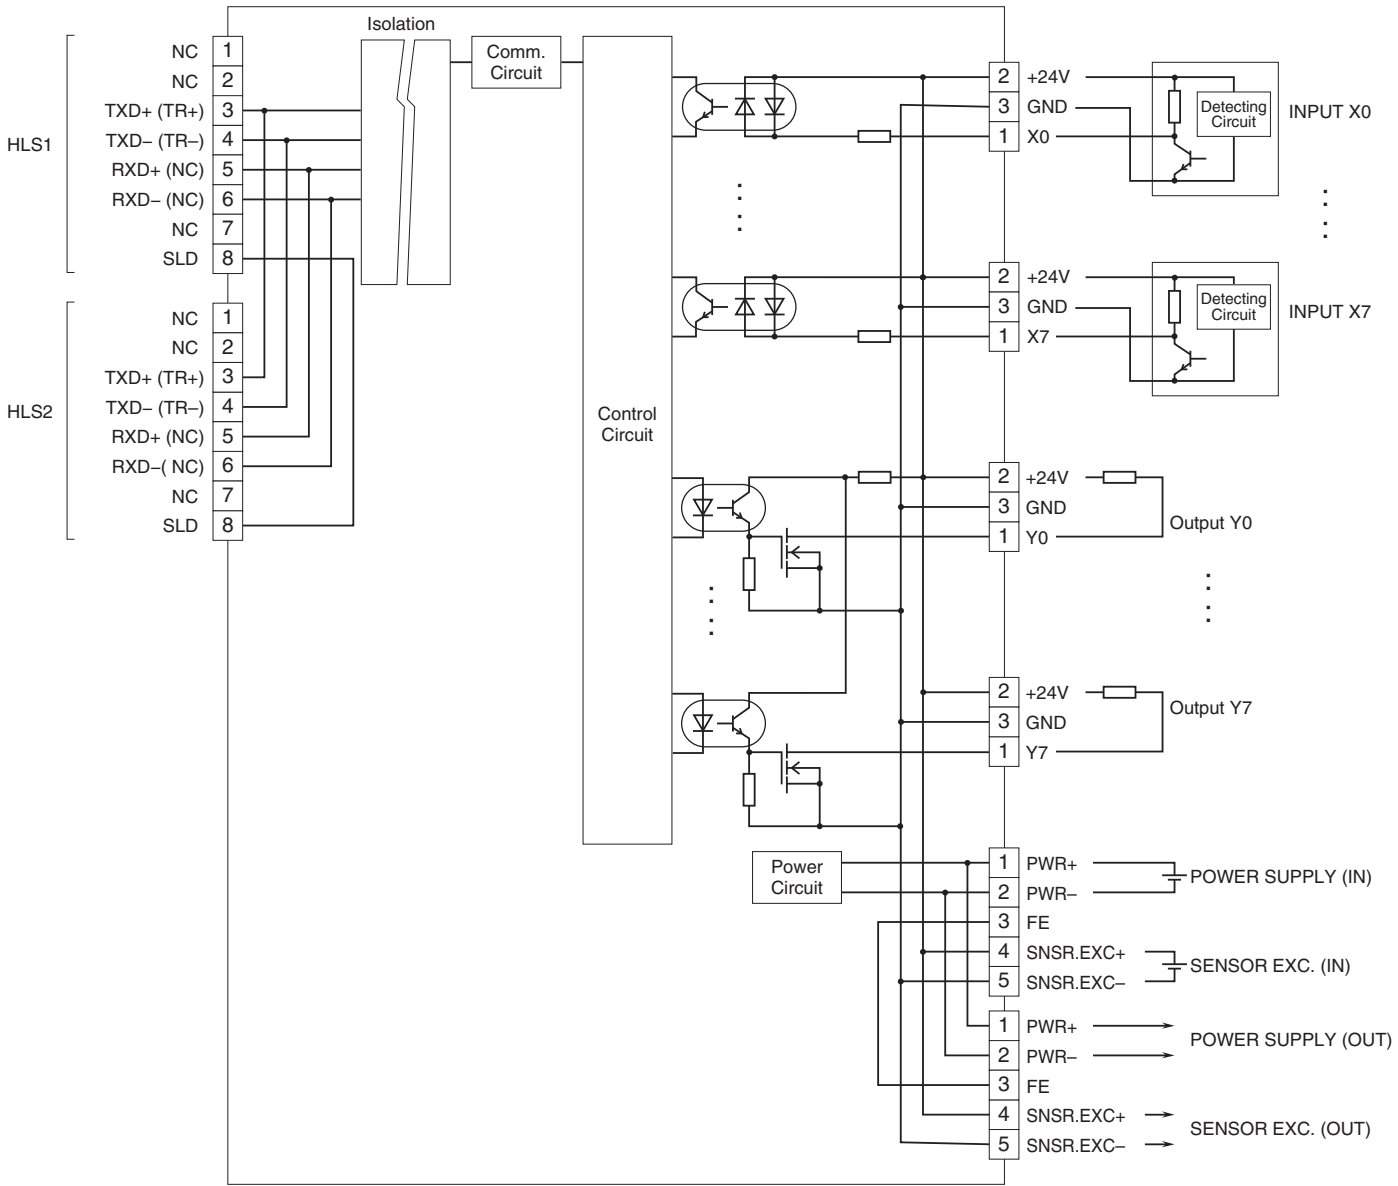 Isolation
Comm.
Circuit
Control
Circuit
Power
Circuit
HLS1
NC 1
NC 2
TXD+ (TR+) 3
TXD– (TR–) 4
RXD+ (NC) 5
RXD– (NC) 6
NC 7
SLD 8
HLS2
NC 1
NC 2
TXD+ (TR+) 3
TXD– (TR–) 4
RXD+ (NC) 5
RXD–( NC) 6
NC 7
SLD 8
2 +24V
3 GND
1 X0
Detecting
Circuit
INPUT X0
2 +24V
3 GND
1 X7
Detecting
Circuit
INPUT X7
2 +24V
3 GND
1 Y0
Output Y0
2 +24V
3 GND
1 Y7
Output Y7
1 PWR+
2 PWR–
POWER SUPPLY (IN)
3 FE
4 SNSR.EXC+
5 SNSR.EXC–
SENSOR EXC. (IN)
1 PWR+
2 PWR–
POWER SUPPLY (OUT)
3 FE
4 SNSR.EXC+
5 SNSR.EXC–
SENSOR EXC. (OUT)